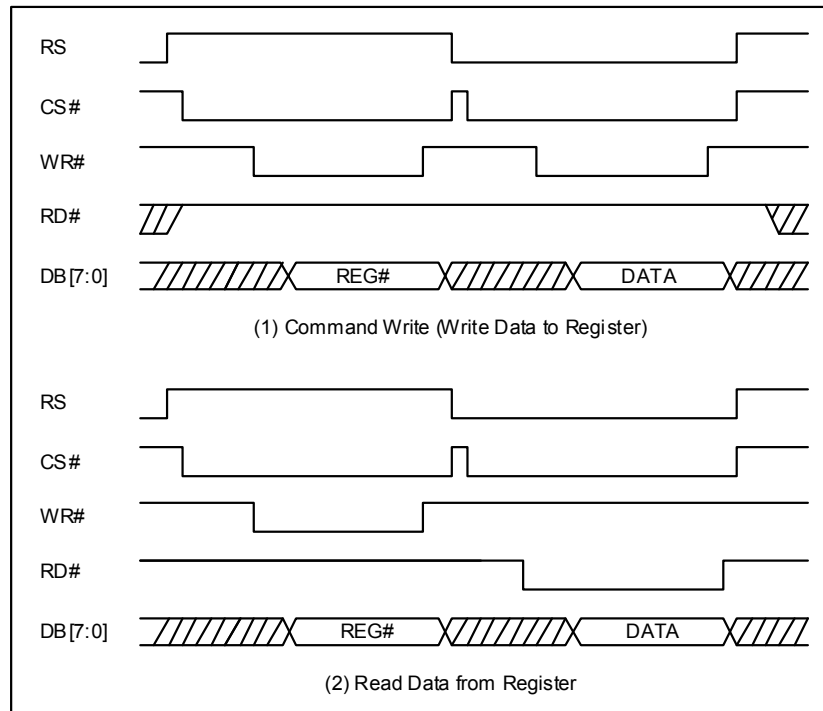 RS
CS#
WR#
RD#
DB[7:0] REG# DATA
(1) Command Write (Write Data to Register)
RS
CS#
WR#
RD#
DB[7:0] REG# DATA
(2) Read Data from Register